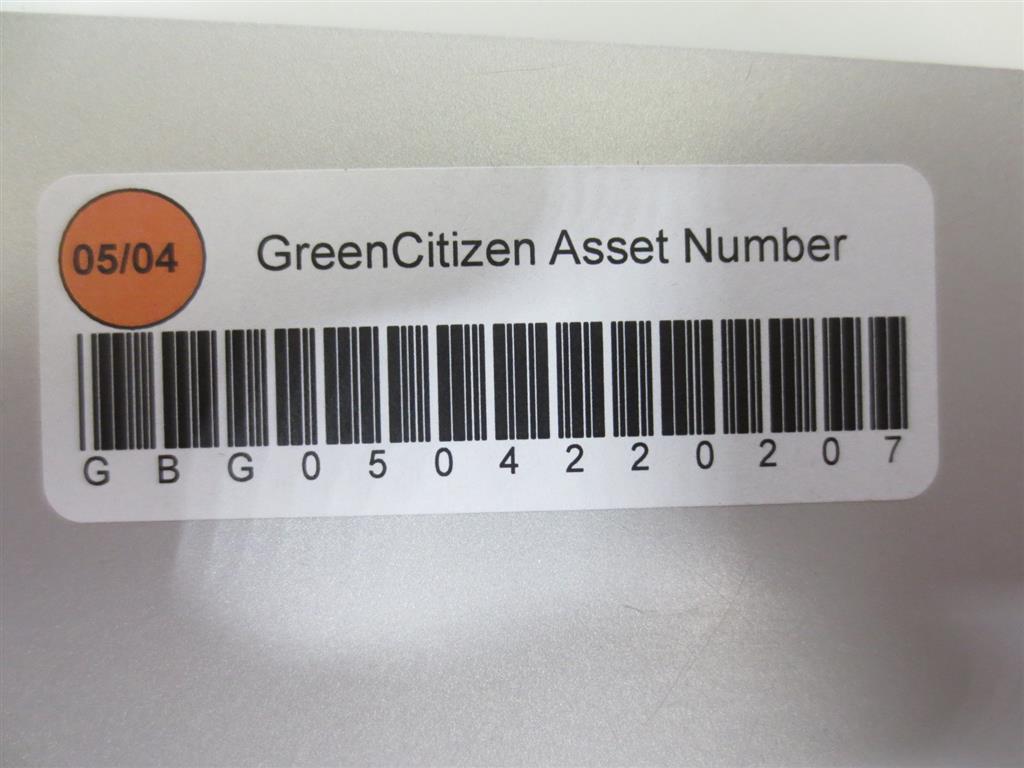 05/04
GreenCitizen Asset Number
G B G 0 5 0 4 2 2 0 2 0 7